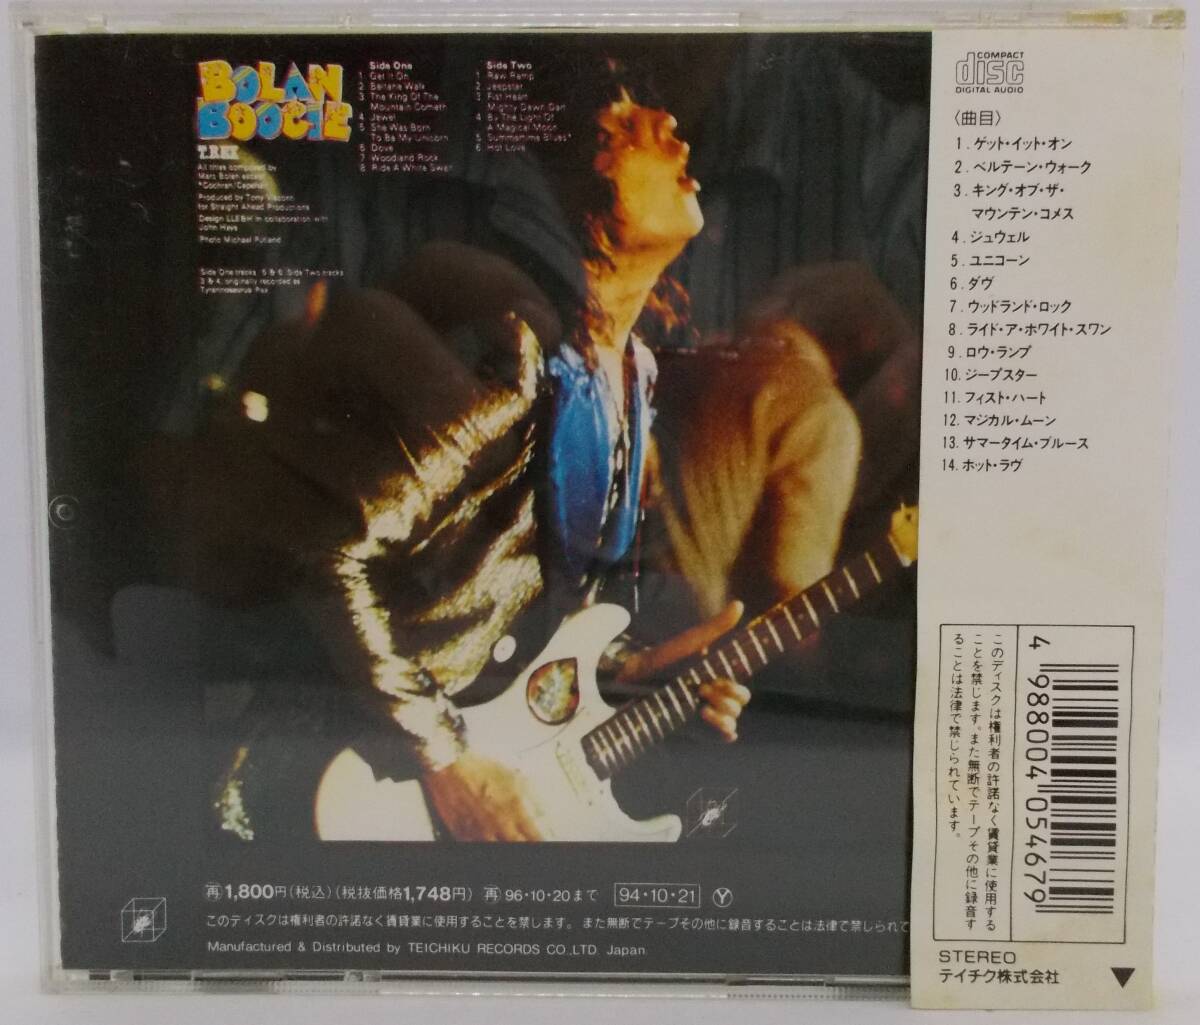 BOLAN
BOOGIE
T.REX
All titles composed by
Marc Bolan except
*Cochran/Capehart
Produced by Tony Visconti
for Straight Ahead Productions
Design LLE&H in collaboration with
John Hays
Photo Michael Putland
Side One tracks 5 & 6, Side Two tracks
3 & 4, originally recorded as
Tyrannosaurus Rex
Side One
1. Get It On
2. Beltane Walk
3. The King Of The
Mountain Cometh
4. Jewel
5. She Was Born
To Be My Unicorn
6. Dove
7. Woodland Rock
8. Ride A White Swan
Side Two
1. Raw Ramp
2. Jeepster
3. Fist Heart
Mighty Dawn Dart
4. By The Light Of
A Magical Moon
5. Summertime Blues*
6. Hot Love
再1,800円(税込)(税抜価格1,748円) 再96・10・20まで 94・10・21 Y
このディスクは権利者の許諾なく賃貸業に使用することを禁じます。また無断でテープその他に録音することは法律で禁じられて
Manufactured & Distributed by TEICHIKU RECORDS CO.,LTD. Japan.
COMPACT
disc
DIGITAL AUDIO
〈曲目〉
1. ゲット・イット・オン
2. ベルテーン・ウォーク
3. キング・オブ・ザ・
マウンテン・コメス
4. ジュウェル
5. ユニコーン
6. ダヴ
7. ウッドランド・ロック
8. ライド・ア・ホワイト・スワン
9. ロウ・ランプ
10. ジープスター
11. フィスト・ハート
12. マジカル・ムーン
13. サマータイム・ブルース
14. ホット・ラヴ
このディスクは権利者の許諾なく賃貸業に使用する
ことを禁じます。また無断でテープその他に録音す
ることは法律で禁じられています。
4 988004 054679
STEREO
テイチク株式会社